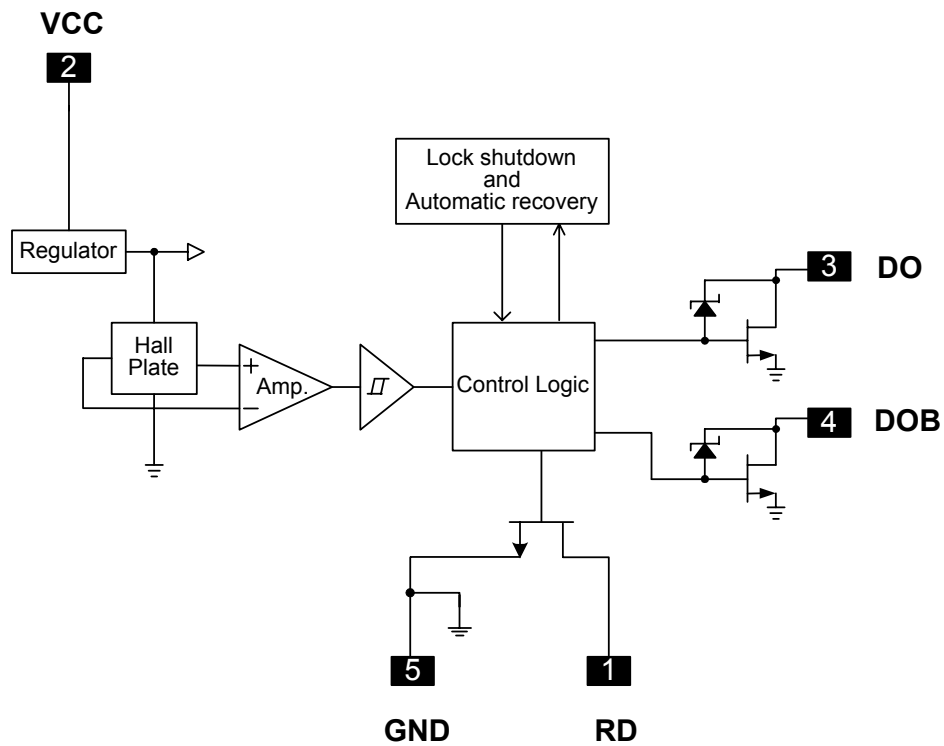 VCC
2
Lock shutdown
and
Automatic recovery
Regulator
3 DO
Hall
Plate
+
Amp.
−
Control Logic
4 DOB
5
1
GND
RD